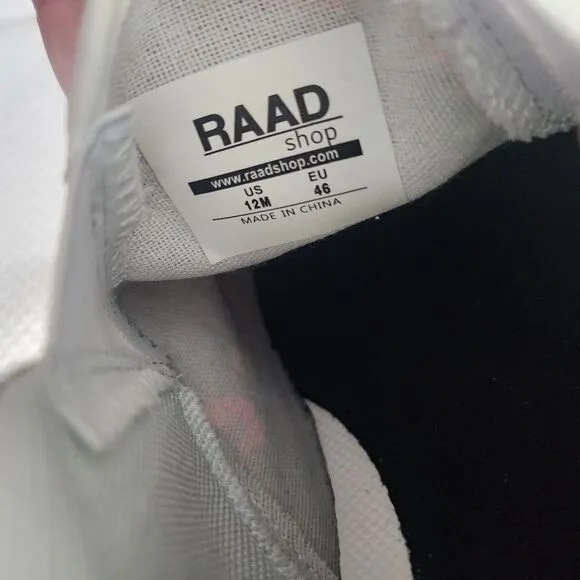 RAAD
shop
www.raadshop.com
US EU
12M 46
MADE IN CHINA